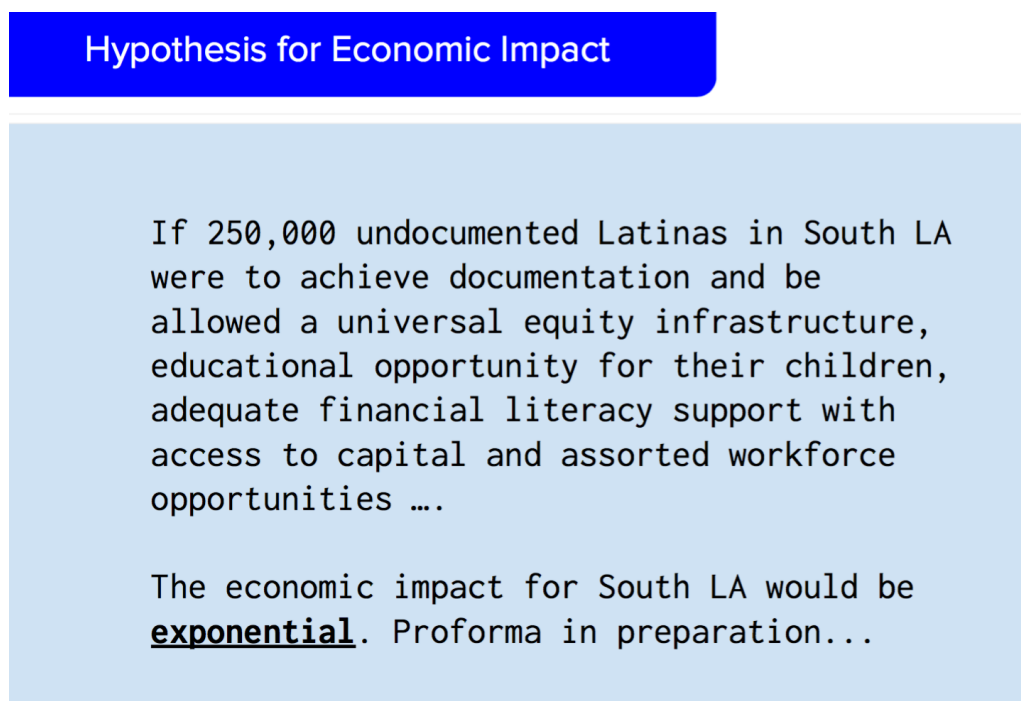 Hypothesis for Economic Impact
If 250,000 undocumented Latinas in South LA
were to achieve documentation and be
allowed a universal equity infrastructure,
educational opportunity for their children,
adequate financial literacy support with
access to capital and assorted workforce
opportunities ….
The economic impact for South LA would be
exponential. Proforma in preparation...